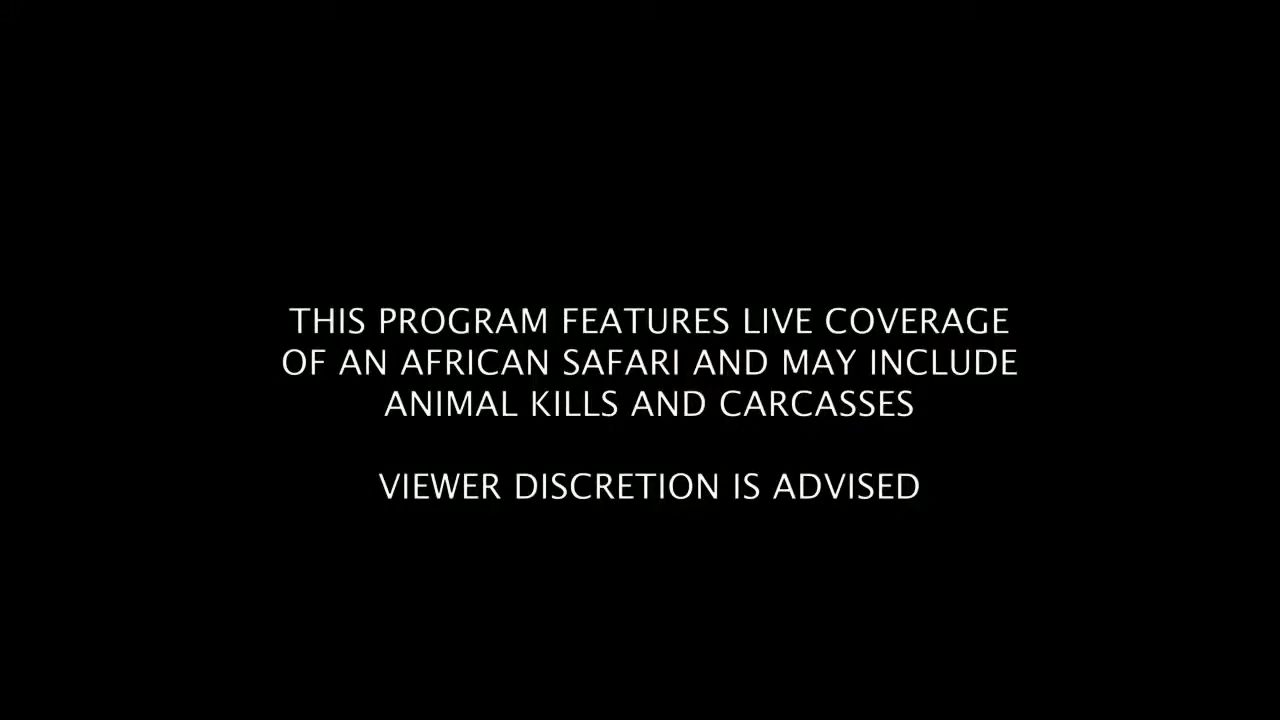 THIS PROGRAM FEATURES LIVE COVERAGE
OF AN AFRICAN SAFARI AND MAY INCLUDE
ANIMAL KILLS AND CARCASSES
VIEWER DISCRETION IS ADVISED